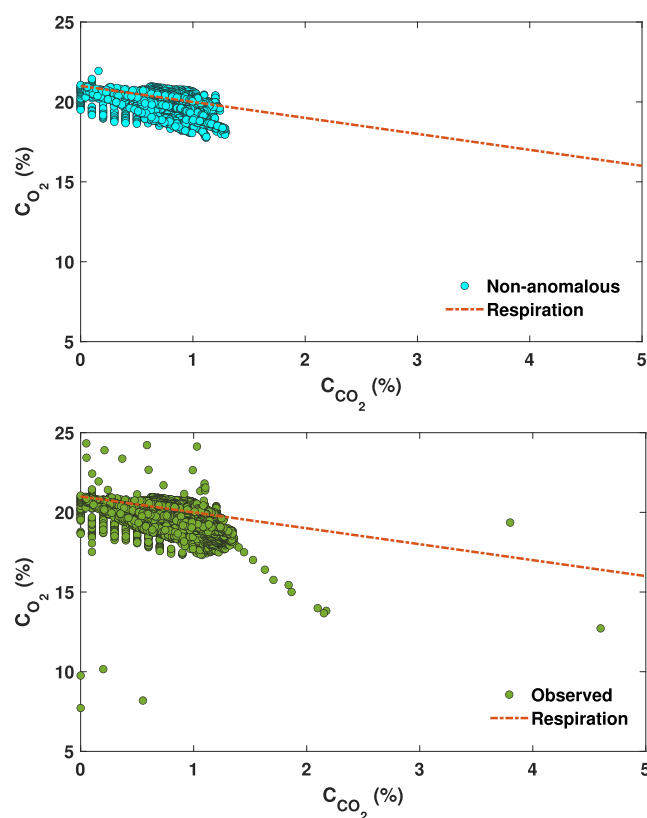 25
20
15
10
5
C_O2 (%)
Non-anomalous
Respiration
0 1 2 3 4 5
C_CO2 (%)
25
20
15
10
5
C_O2 (%)
Observed
Respiration
0 1 2 3 4 5
C_CO2 (%)